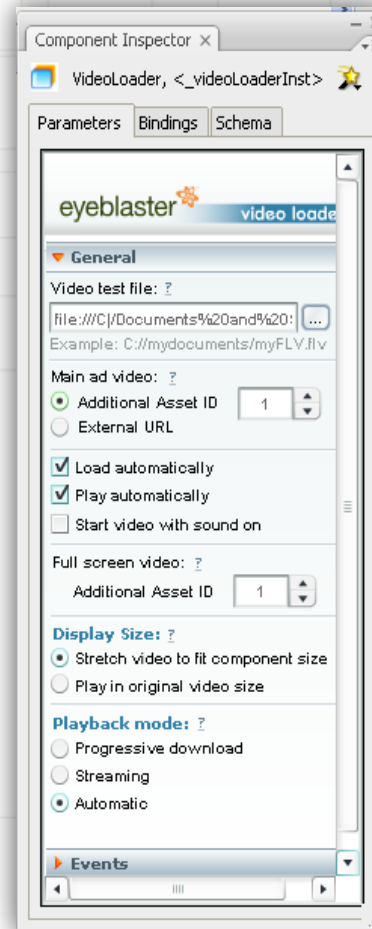 Component Inspector ×
VideoLoader, <_videoLoaderInst>
Parameters Bindings Schema
eyeblaster video loade
General
Video test file: ?
file:///C|/Documents%20and%20: ...
Example: C://mydocuments/myFLV.flv
Main ad video: ?
Additional Asset ID 1
External URL
Load automatically
Play automatically
Start video with sound on
Full screen video: ?
Additional Asset ID 1
Display Size: ?
Stretch video to fit component size
Play in original video size
Playback mode: ?
Progressive download
Streaming
Automatic
Events